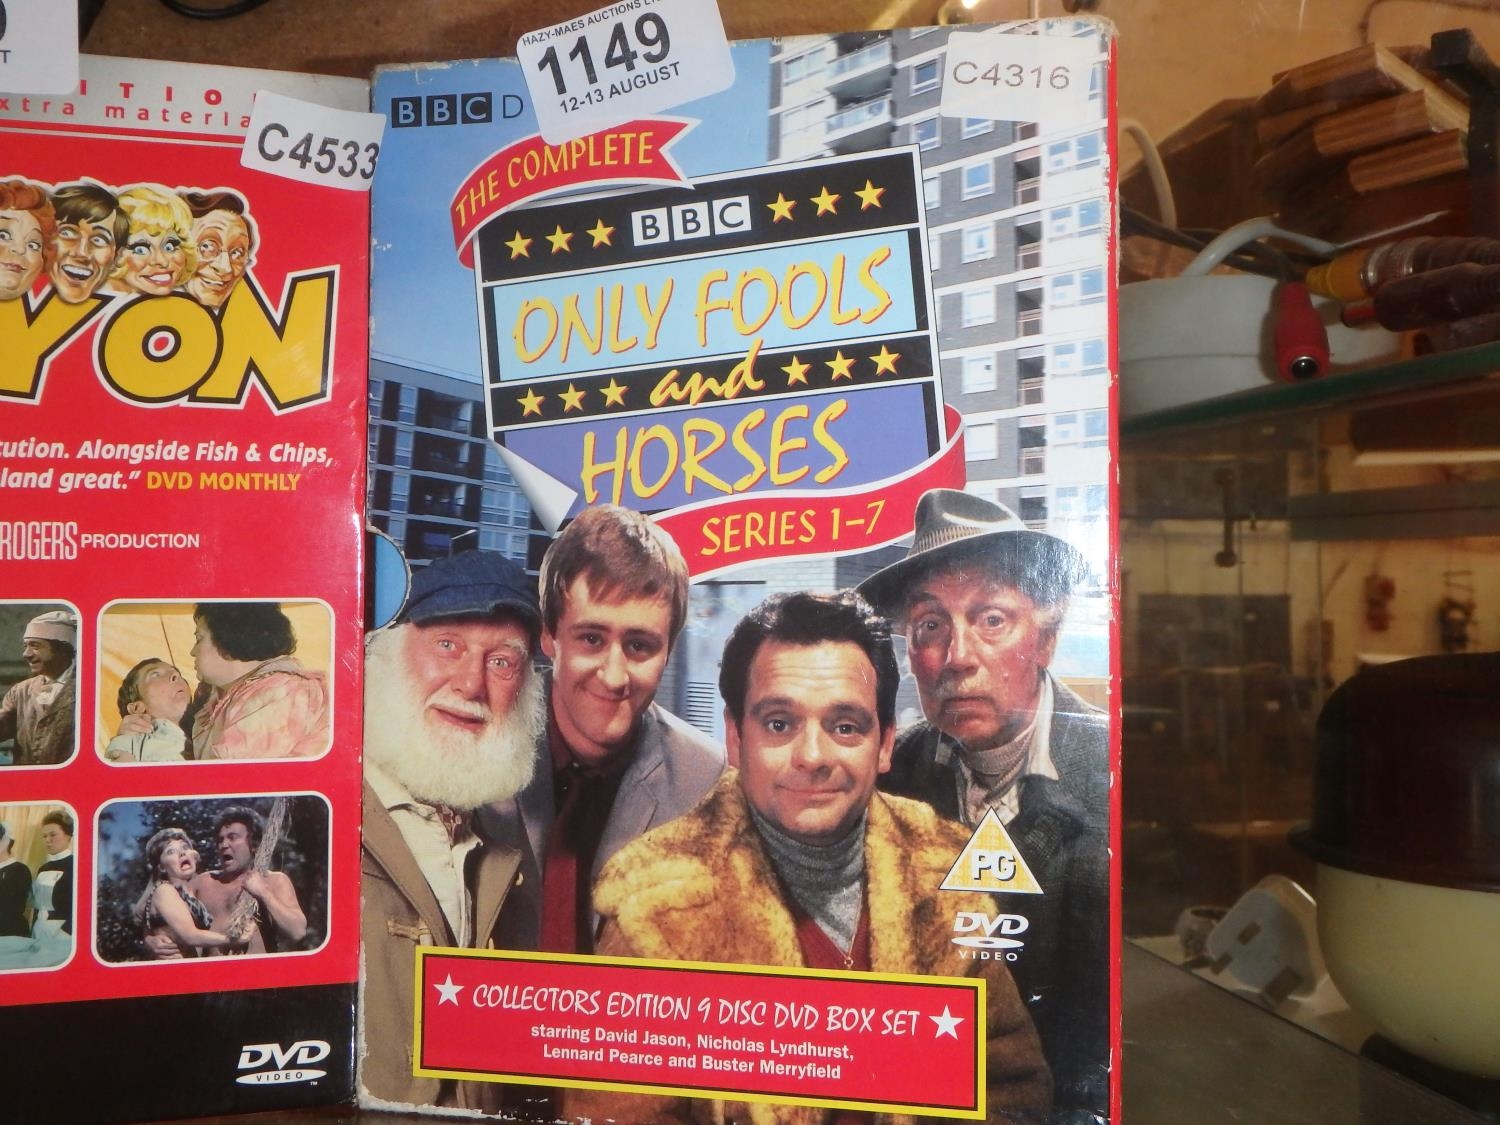 T
ITIO
xtra materia
C4533
YON
tution. Alongside Fish & Chips,
land great." DVD MONTHLY
ROGERS PRODUCTION
DVD
VIDEO
HAZY-MAES AUCTIONS
1149
12-13 AUGUST
C4316
BBC D
THE COMPLETE
BBC
ONLY FOOLS
and
HORSES
SERIES 1-7
PG
DVD
VIDEO
COLLECTORS EDITION 9 DISC DVD BOX SET
starring David Jason, Nicholas Lyndhurst,
Lennard Pearce and Buster Merryfield